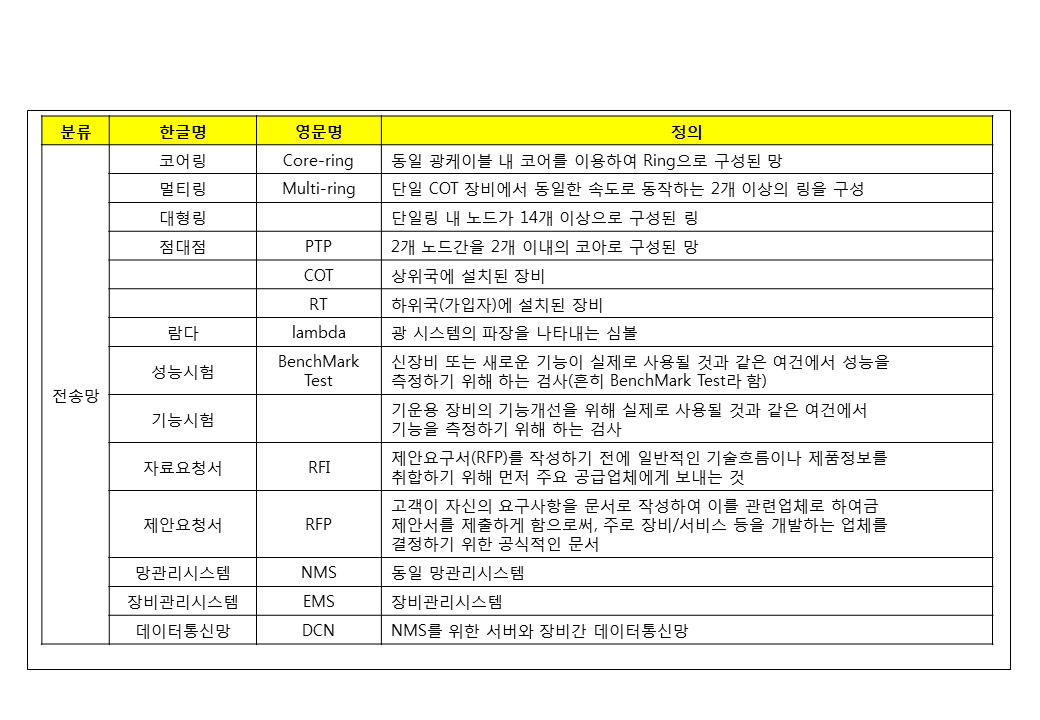 분류 한글명 영문명 정의
전송망
코어링 Core-ring 동일 광케이블 내 코어를 이용하여 Ring으로 구성된 망
멀티링 Multi-ring 단일 COT 장비에서 동일한 속도로 동작하는 2개 이상의 링을 구성
대형링 단일링 내 노드가 14개 이상으로 구성된 링
점대점 PTP 2개 노드간을 2개 이내의 코아로 구성된 망
COT 상위국에 설치된 장비
RT 하위국(가입자)에 설치된 장비
람다 lambda 광 시스템의 파장을 나타내는 심볼
성능시험 BenchMark Test 신장비 또는 새로운 기능이 실제로 사용될 것과 같은 여건에서 성능을
측정하기 위해 하는 검사(흔히 BenchMark Test라 함)
기능시험 기운용 장비의 기능개선을 위해 실제로 사용될 것과 같은 여건에서
기능을 측정하기 위해 하는 검사
자료요청서 RFI 제안요구서(RFP)를 작성하기 전에 일반적인 기술흐름이나 제품정보를
취합하기 위해 먼저 주요 공급업체에게 보내는 것
제안요청서 RFP 고객이 자신의 요구사항을 문서로 작성하여 이를 관련업체로 하여금
제안서를 제출하게 함으로써, 주로 장비/서비스 등을 개발하는 업체를
결정하기 위한 공식적인 문서
망관리시스템 NMS 동일 망관리시스템
장비관리시스템 EMS 장비관리시스템
데이터통신망 DCN NMS를 위한 서버와 장비간 데이터통신망